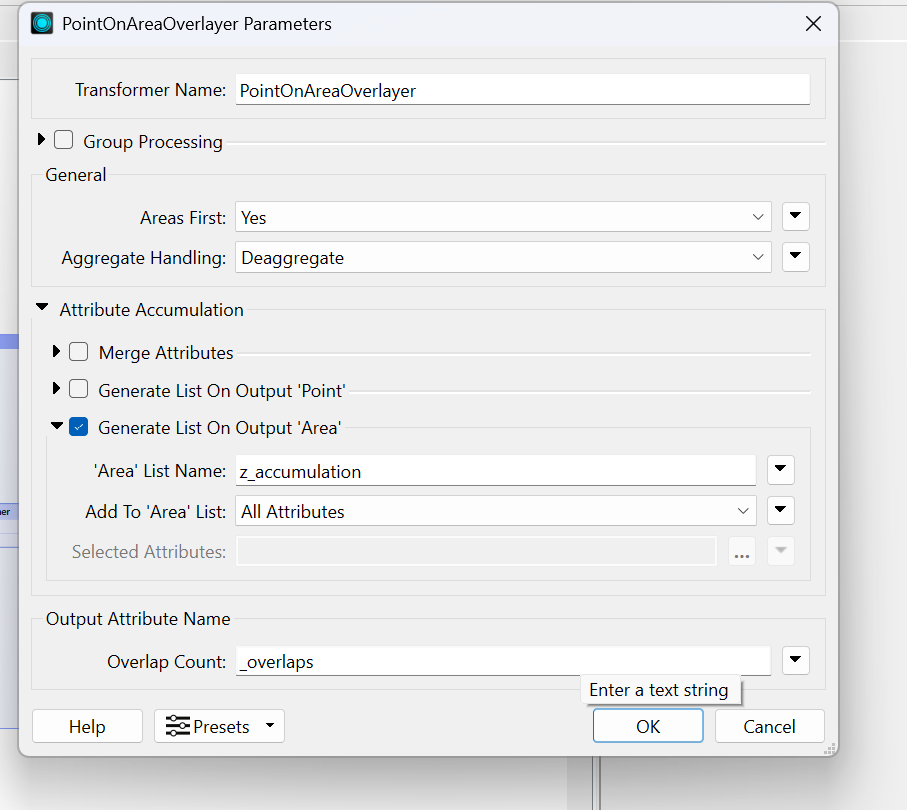 PointOnAreaOverlayer Parameters
Transformer Name: PointOnAreaOverlayer
Group Processing
General
Areas First: Yes
Aggregate Handling: Deaggregate
Attribute Accumulation
Merge Attributes
Generate List On Output 'Point'
Generate List On Output 'Area'
'Area' List Name: z_accumulation
Add To 'Area' List: All Attributes
ner
Selected Attributes: ...
Output Attribute Name
Overlap Count: _overlaps
Enter a text string
Help Presets OK Cancel